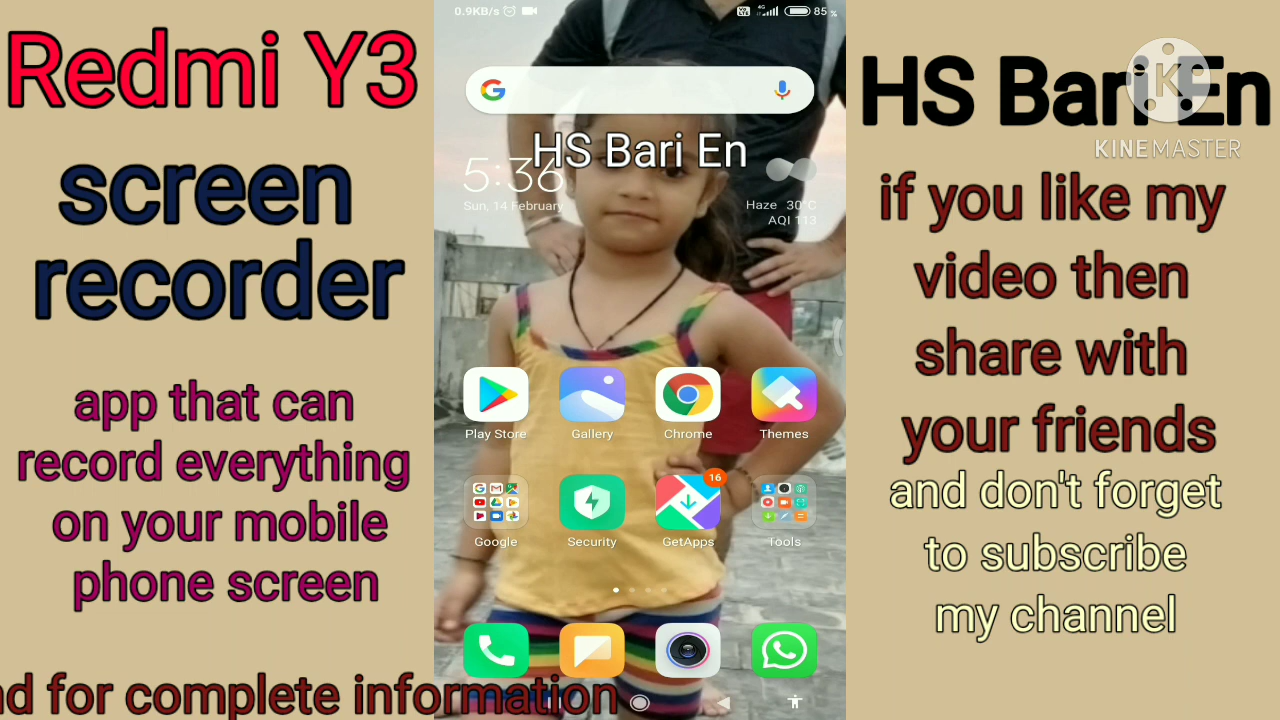 Redmi Y3
screen
recorder
app that can
record everything
on your mobile
phone screen
0.9KB/s
4G
85 %
HS Bari En
5:36
Sun, 14 February
Haze 30°C
AQI 113
Play Store
Gallery
Chrome
Themes
16
Google
Security
GetApps
Tools
HS Bari En
K
KINEMASTER
if you like my
video then
share with
your friends
and don't forget
to subscribe
my channel
for complete information